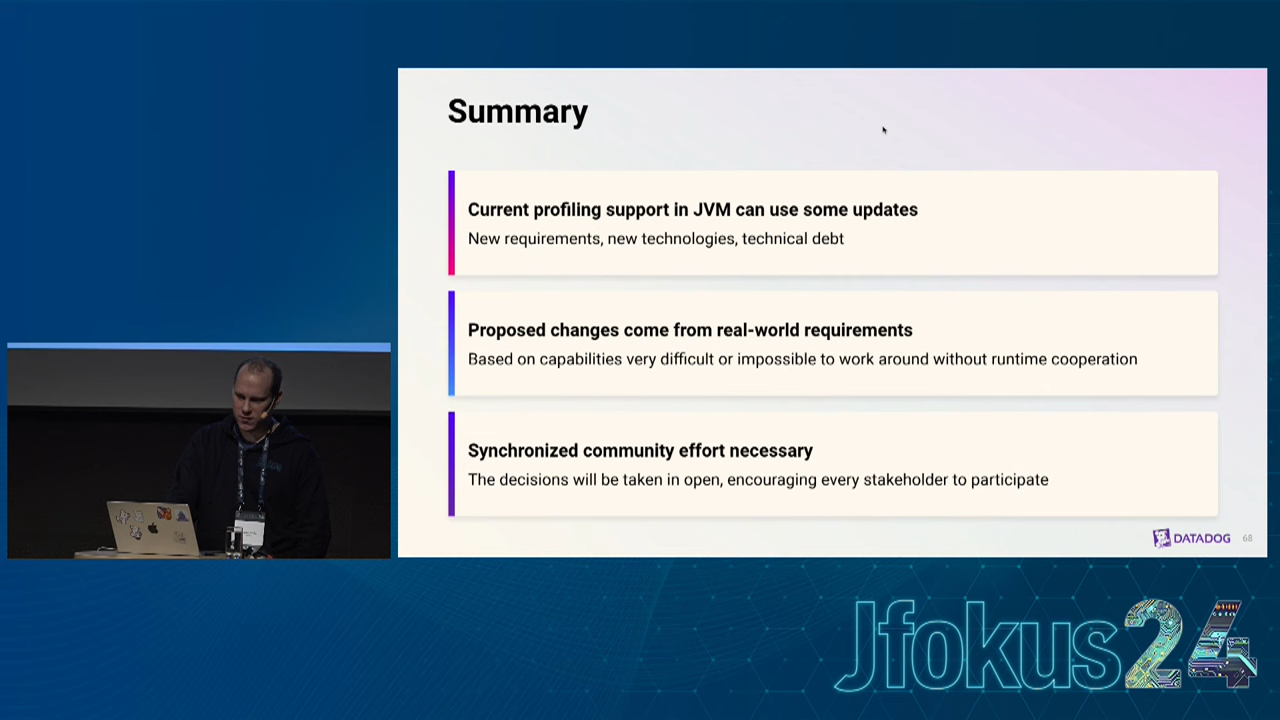 Summary
Current profiling support in JVM can use some updates
New requirements, new technologies, technical debt
Proposed changes come from real-world requirements
Based on capabilities very difficult or impossible to work around without runtime cooperation
Synchronized community effort necessary
The decisions will be taken in open, encouraging every stakeholder to participate
DATADOG 68
Jfokus24